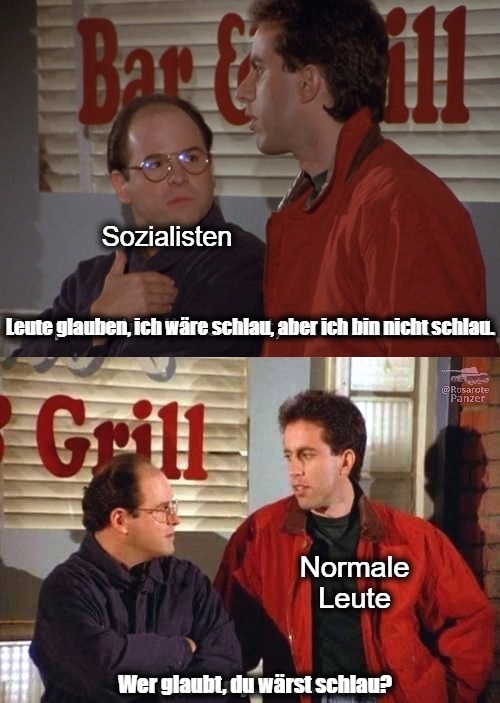 Bar & ill
Sozialisten
Leute glauben, ich wäre schlau, aber ich bin nicht schlau.
@Rosarote
Panzer
Grill
Normale
Leute
Wer glaubt, du wärst schlau?